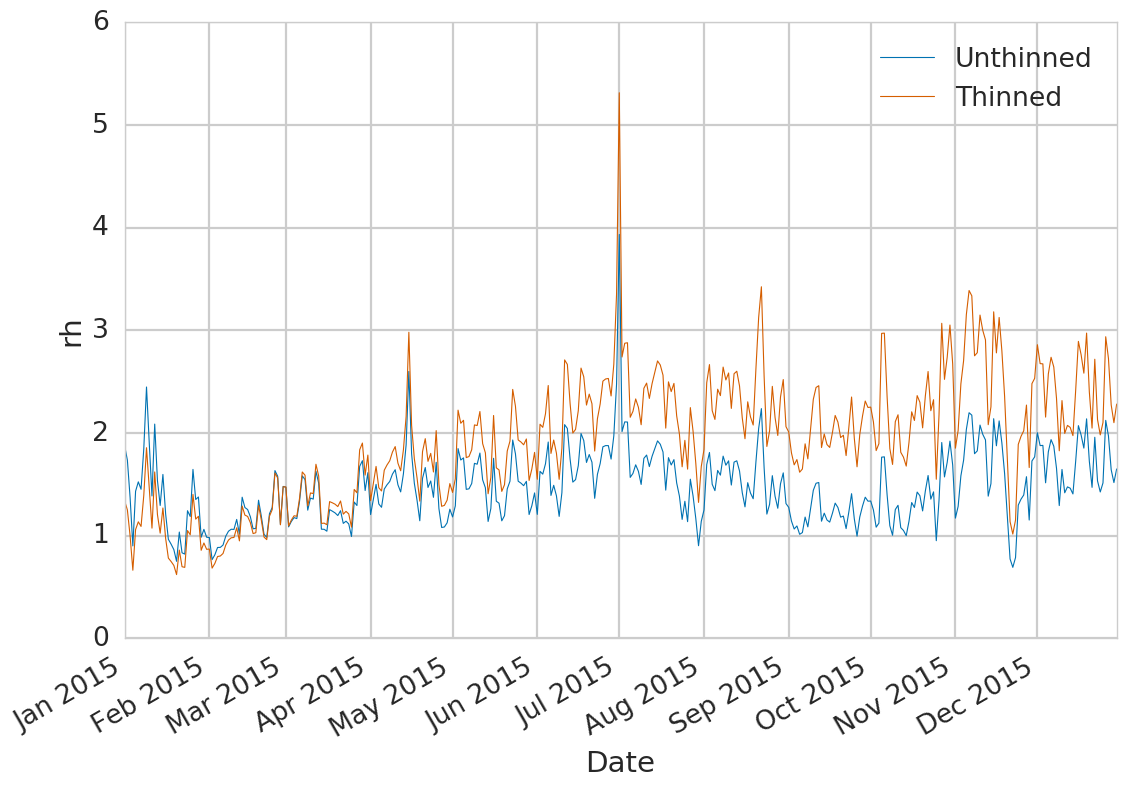 6
5
4
3
2
1
0
rh
Unthinned
Thinned
Jan 2015
Feb 2015
Mar 2015
Apr 2015
May 2015
Jun 2015
Jul 2015
Aug 2015
Sep 2015
Oct 2015
Nov 2015
Dec 2015
Date